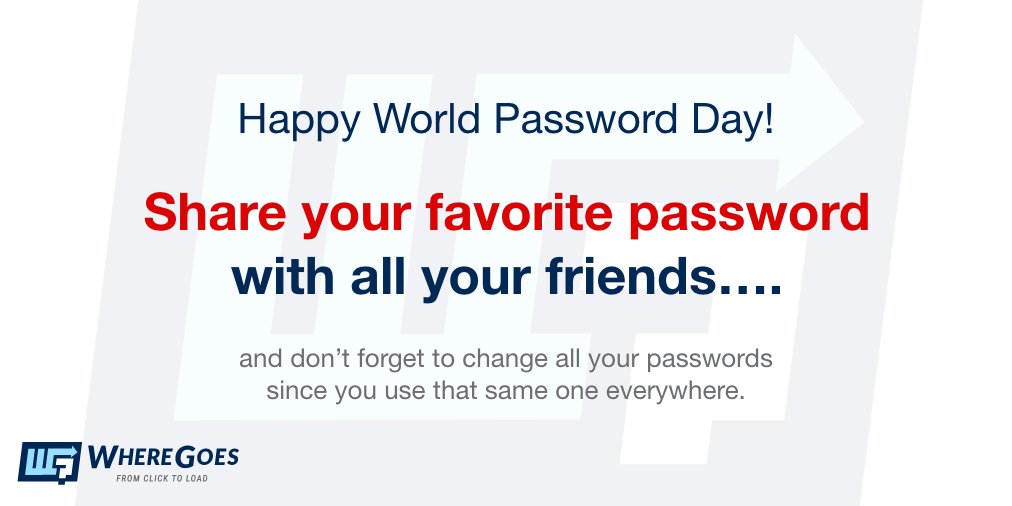 Happy World Password Day!
Share your favorite password
with all your friends….
and don’t forget to change all your passwords
since you use that same one everywhere.
WHEREGOES
FROM CLICK TO LOAD